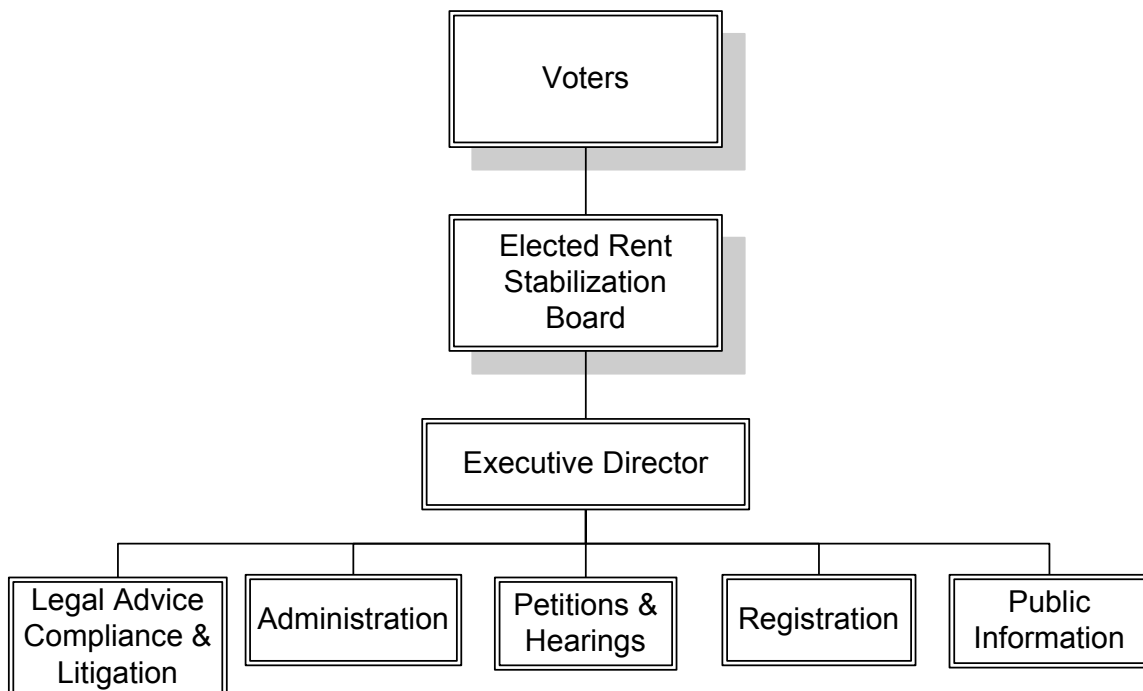 Voters
Elected Rent
Stabilization
Board
Executive Director
Legal Advice
Compliance &
Litigation
Administration
Petitions &
Hearings
Registration
Public
Information